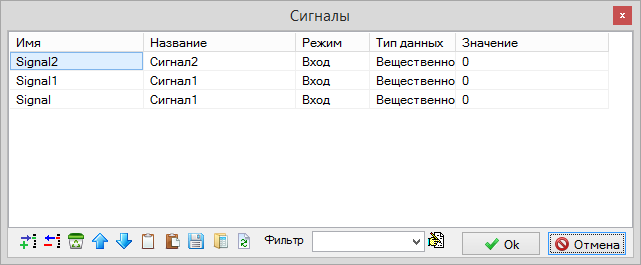 Сигналы
Имя Название Режим Тип данных Значение
Signal2 Сигнал2 Вход Вещественно 0
Signal1 Сигнал1 Вход Вещественно 0
Signal Сигнал1 Вход Вещественно 0
Фильтр Ok Отмена